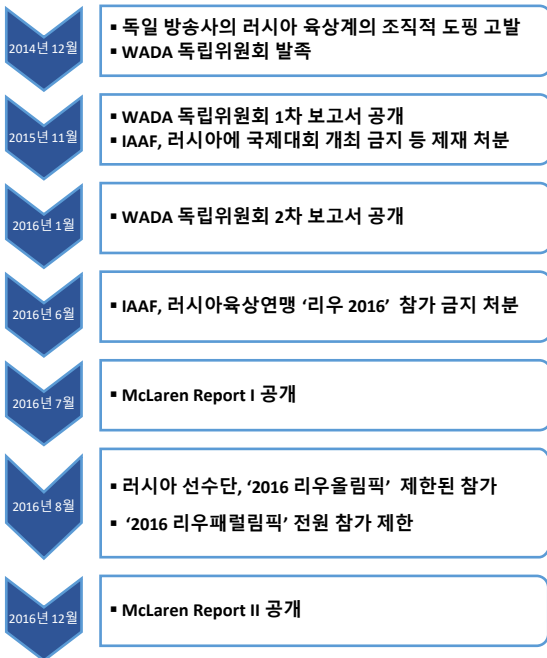 2014년 12월
▪ 독일 방송사의 러시아 육상계의 조직적 도핑 고발
▪ WADA 독립위원회 발족
2015년 11월
▪ WADA 독립위원회 1차 보고서 공개
▪ IAAF, 러시아에 국제대회 개최 금지 등 제재 처분
2016년 1월
▪ WADA 독립위원회 2차 보고서 공개
2016년 6월
▪ IAAF, 러시아육상연맹 ‘리우 2016’ 참가 금지 처분
2016년 7월
▪ McLaren Report I 공개
2016년 8월
▪ 러시아 선수단, ‘2016 리우올림픽’ 제한된 참가
▪ ‘2016 리우패럴림픽’ 전원 참가 제한
2016년 12월
▪ McLaren Report II 공개